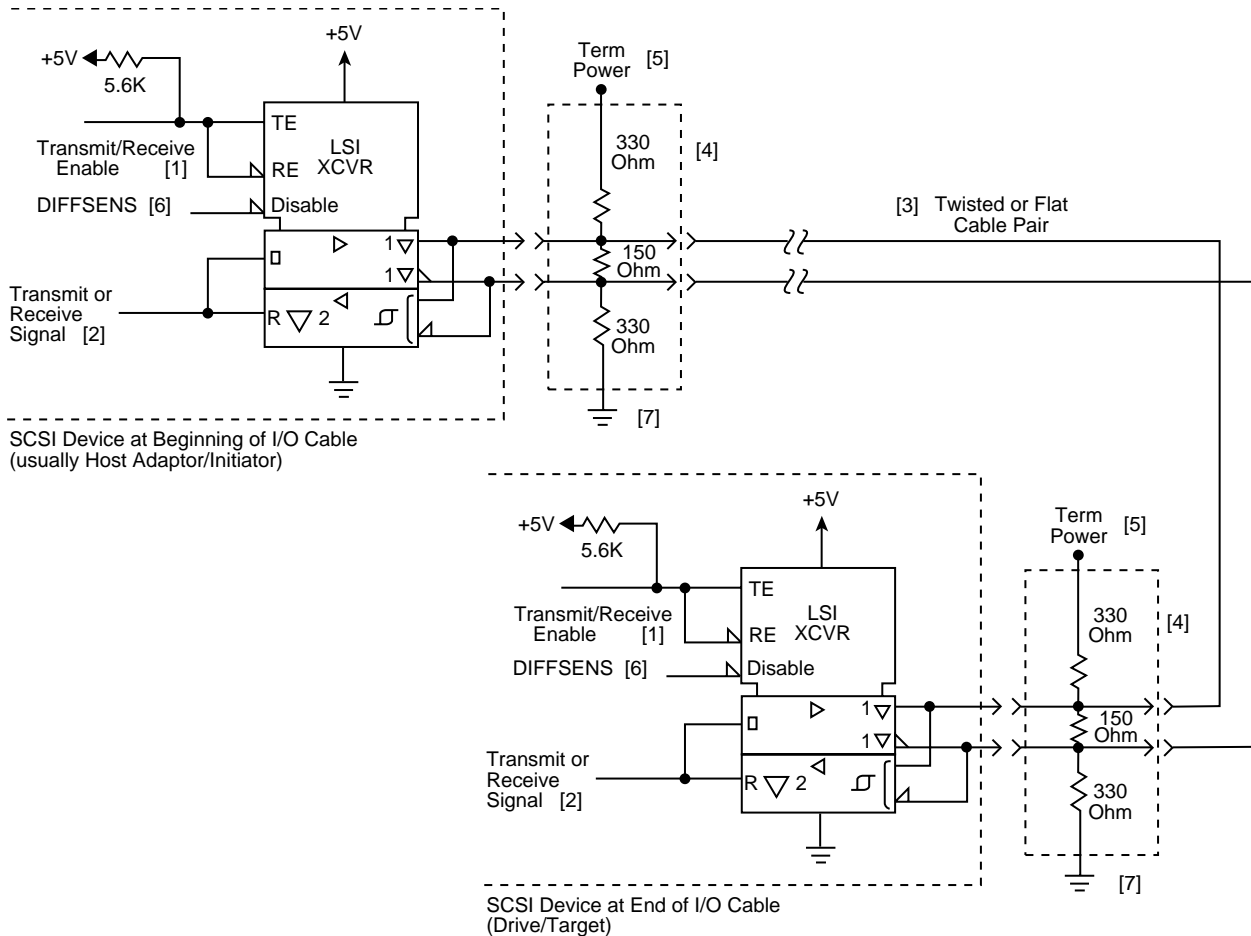 +5V
+5V
5.6K
TE
LSI
XCVR
Transmit/Receive
Enable [1]
RE
DIFFSENS [6]
Disable
1
1
Transmit or
Receive
Signal [2]
R
2
Term
Power [5]
330
Ohm
[4]
150
Ohm
330
Ohm
[7]
[3] Twisted or Flat
Cable Pair
SCSI Device at Beginning of I/O Cable
(usually Host Adaptor/Initiator)
+5V
+5V
5.6K
TE
LSI
XCVR
Transmit/Receive
Enable [1]
RE
DIFFSENS [6]
Disable
1
1
Transmit or
Receive
Signal [2]
R
2
Term
Power [5]
330
Ohm
[4]
150
Ohm
330
Ohm
[7]
SCSI Device at End of I/O Cable
(Drive/Target)